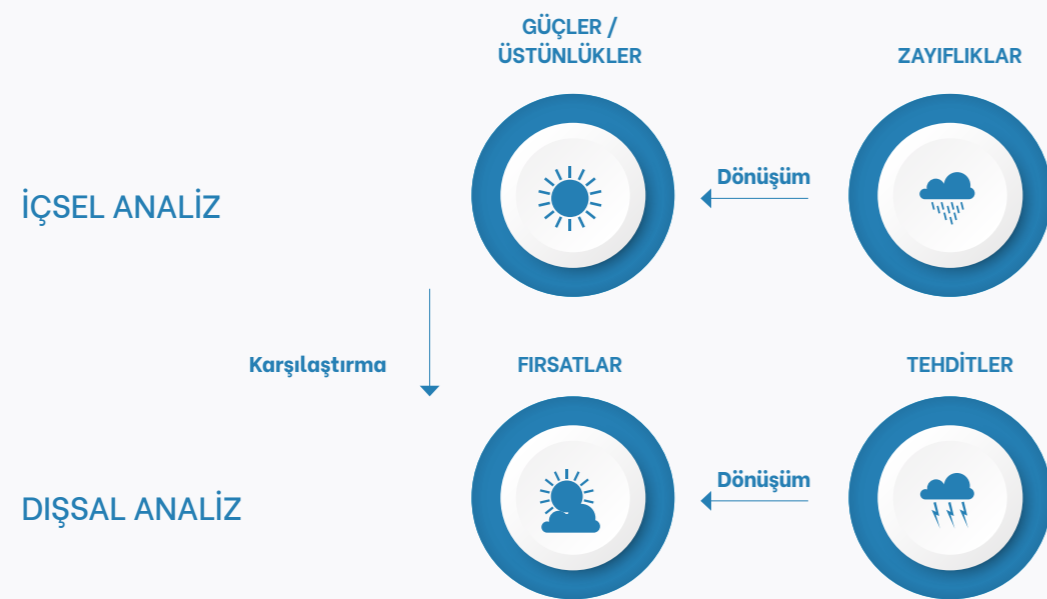 GÜÇLER /
ÜSTÜNLÜKLER
ZAYIFLIKLAR
İÇSEL ANALİZ
Dönüşüm
Karşılaştırma
FIRSATLAR
TEHDİTLER
DIŞSAL ANALİZ
Dönüşüm